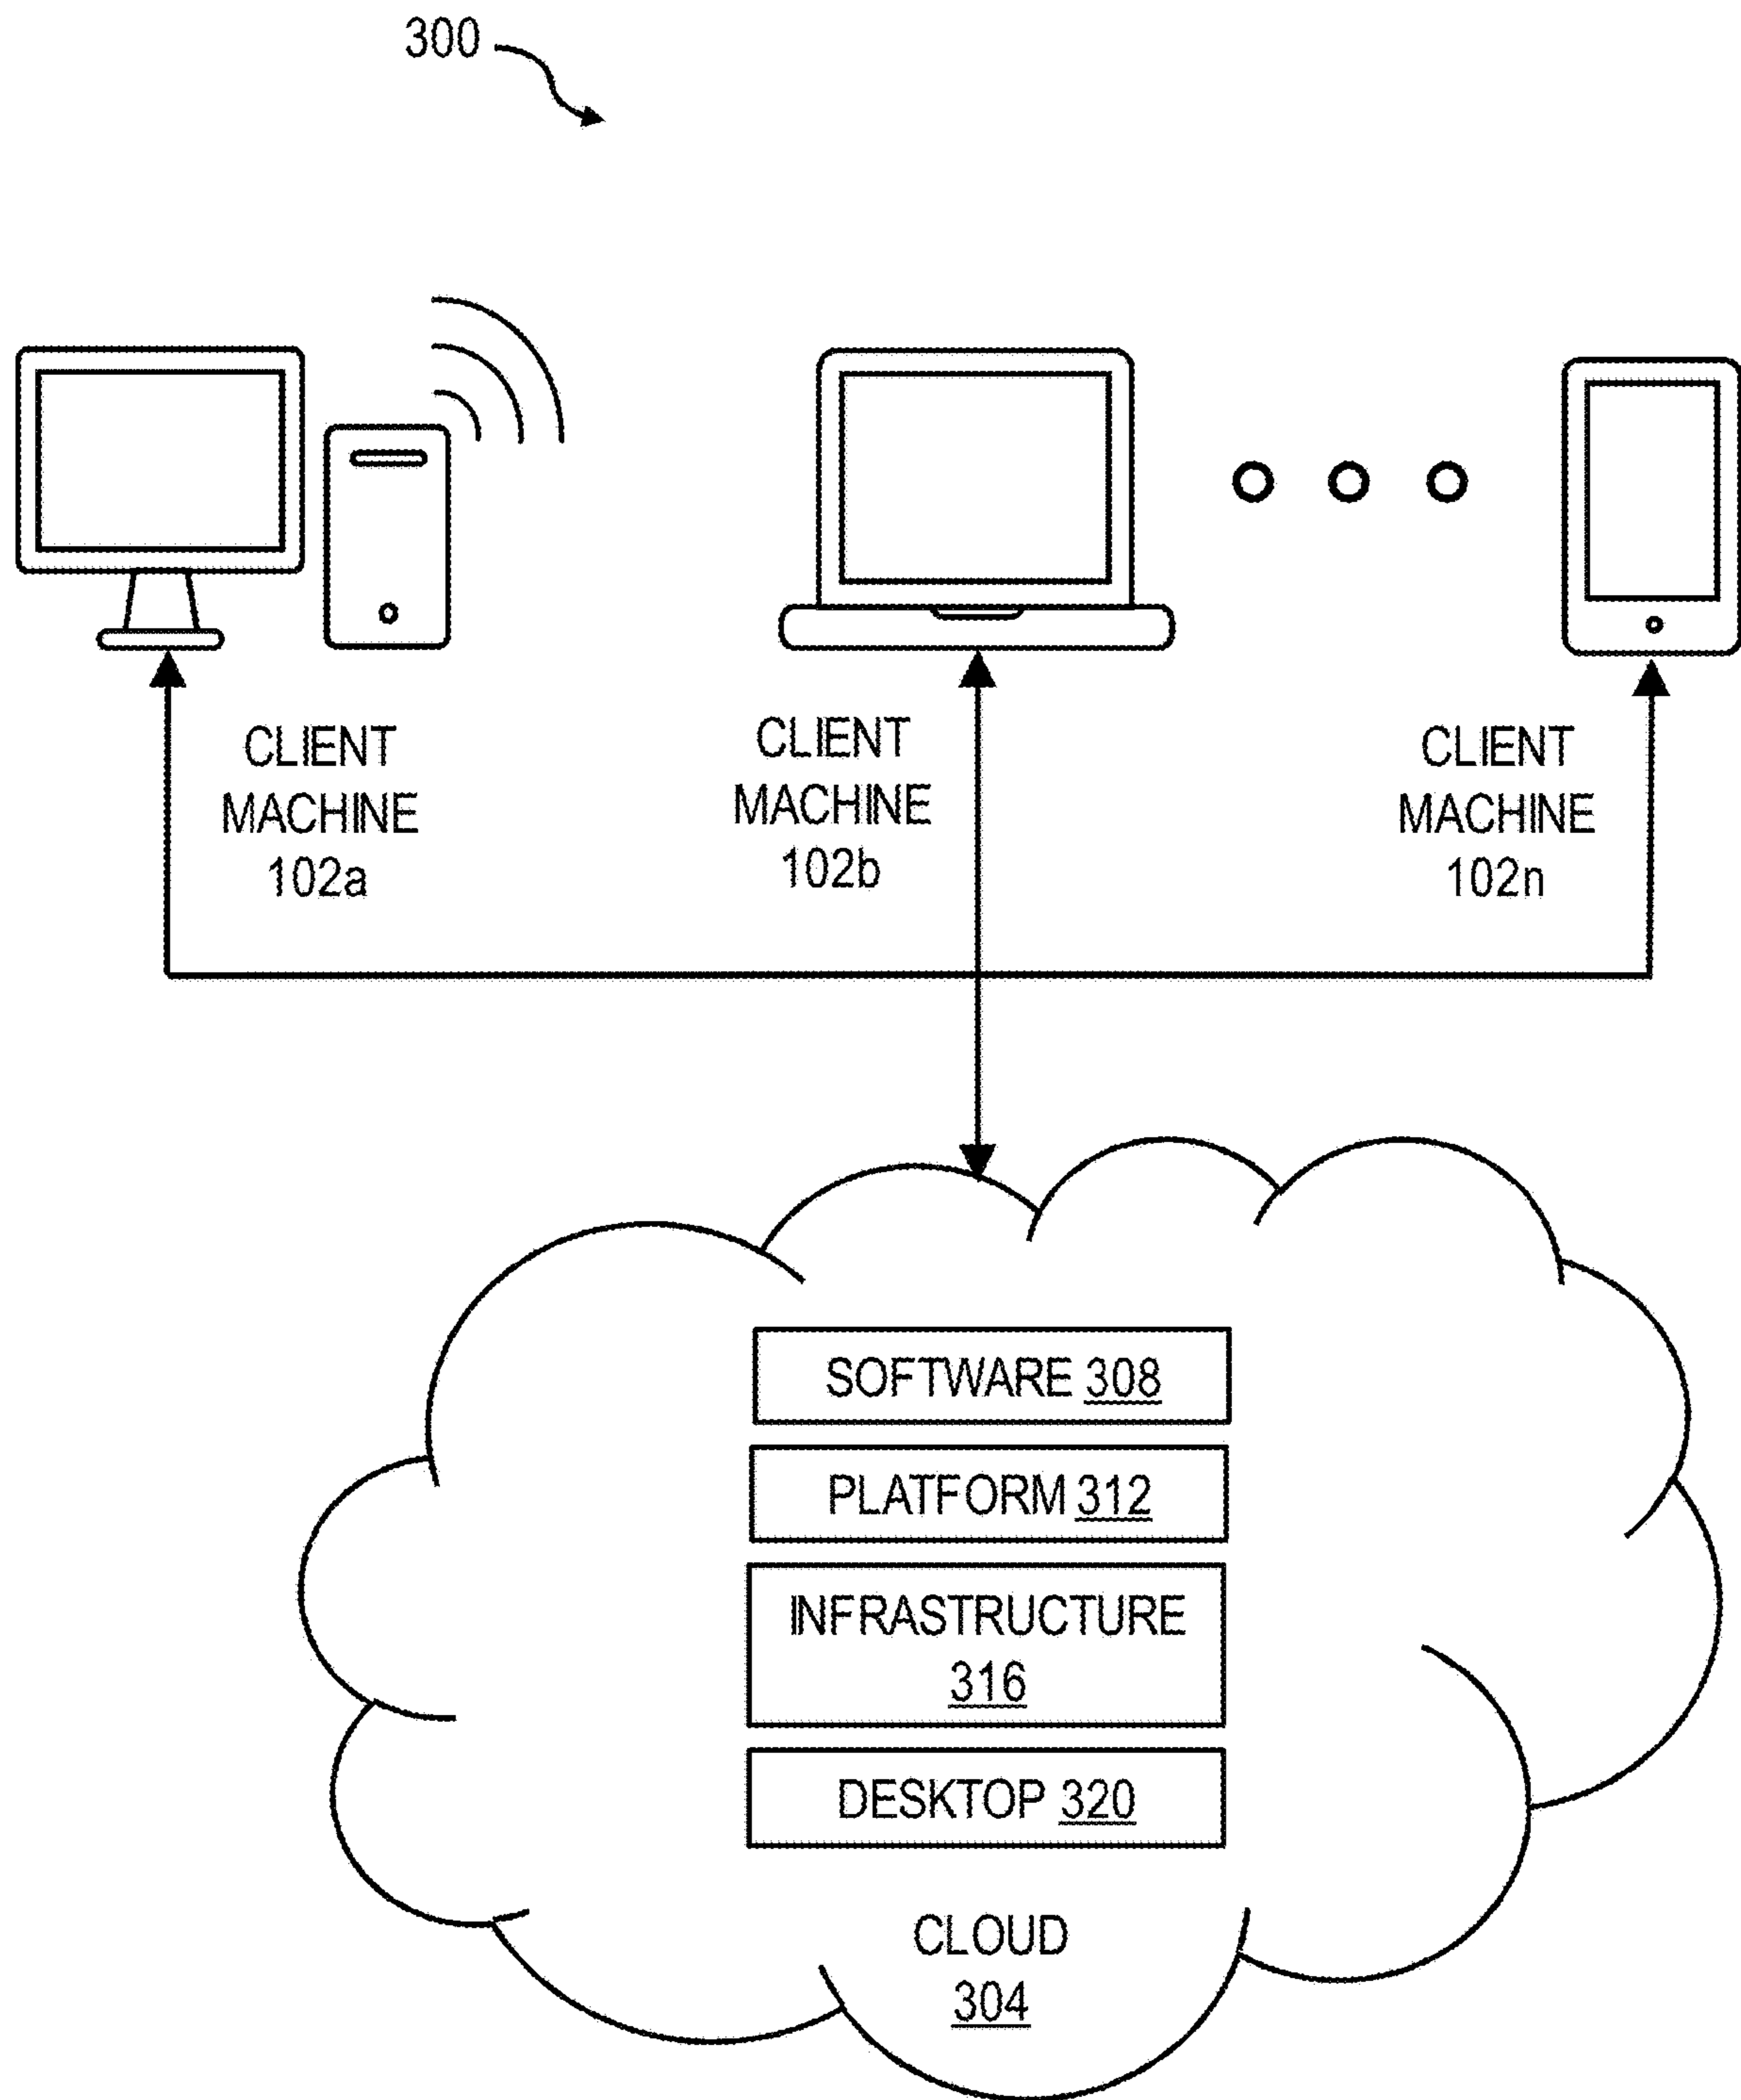 300
CLIENT
MACHINE
102a
CLIENT
MACHINE
102b
CLIENT
MACHINE
102n
SOFTWARE 308
PLATFORM 312
INFRASTRUCTURE
316
DESKTOP 320
CLOUD
304